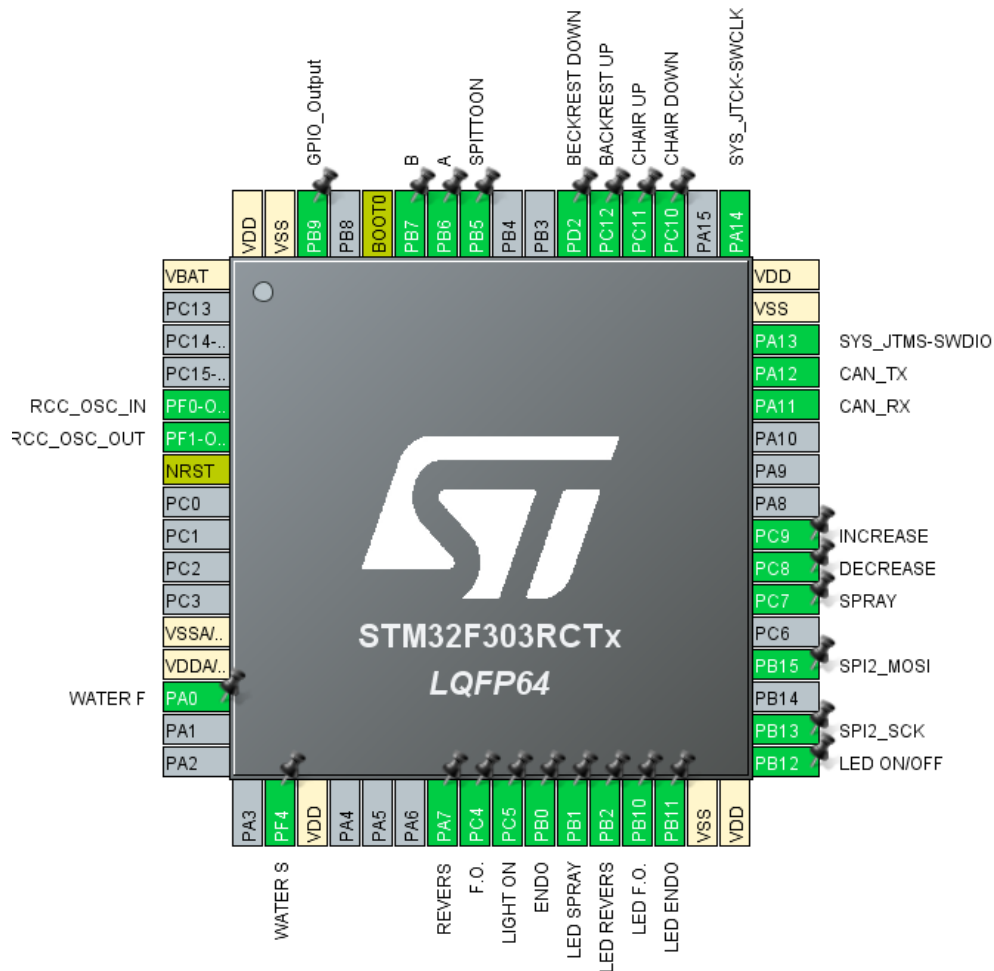 GPIO_Output
B
A
SPITTOON
BECKREST DOWN
BACKREST UP
CHAIR UP
CHAIR DOWN
SYS_JTCK-SWCLK
VDD
VSS
PB9
PB8
BOOT0
PB7
PB6
PB5
PB4
PB3
PD2
PC12
PC11
PC10
PA15
PA14
VBAT
PC13
PC14-..
PC15-..
RCC_OSC_IN PF0-O..
RCC_OSC_OUT PF1-O..
NRST
PC0
PC1
PC2
PC3
VSSA/..
VDDA/..
WATER F PA0
PA1
PA2
VDD
VSS
PA13 SYS_JTMS-SWDIO
PA12 CAN_TX
PA11 CAN_RX
PA10
PA9
PA8
PC9 INCREASE
PC8 DECREASE
PC7 SPRAY
PC6
PB15 SPI2_MOSI
PB14
PB13 SPI2_SCK
PB12 LED ON/OFF
STM32F303RCTx
LQFP64
PA3
PF4
VDD
PA4
PA5
PA6
PA7
PC4
PC5
PB0
PB1
PB2
PB10
PB11
VSS
VDD
WATER S
REVERS
F.O.
LIGHT ON
ENDO
LED SPRAY
LED REVERS
LED F.O.
LED ENDO